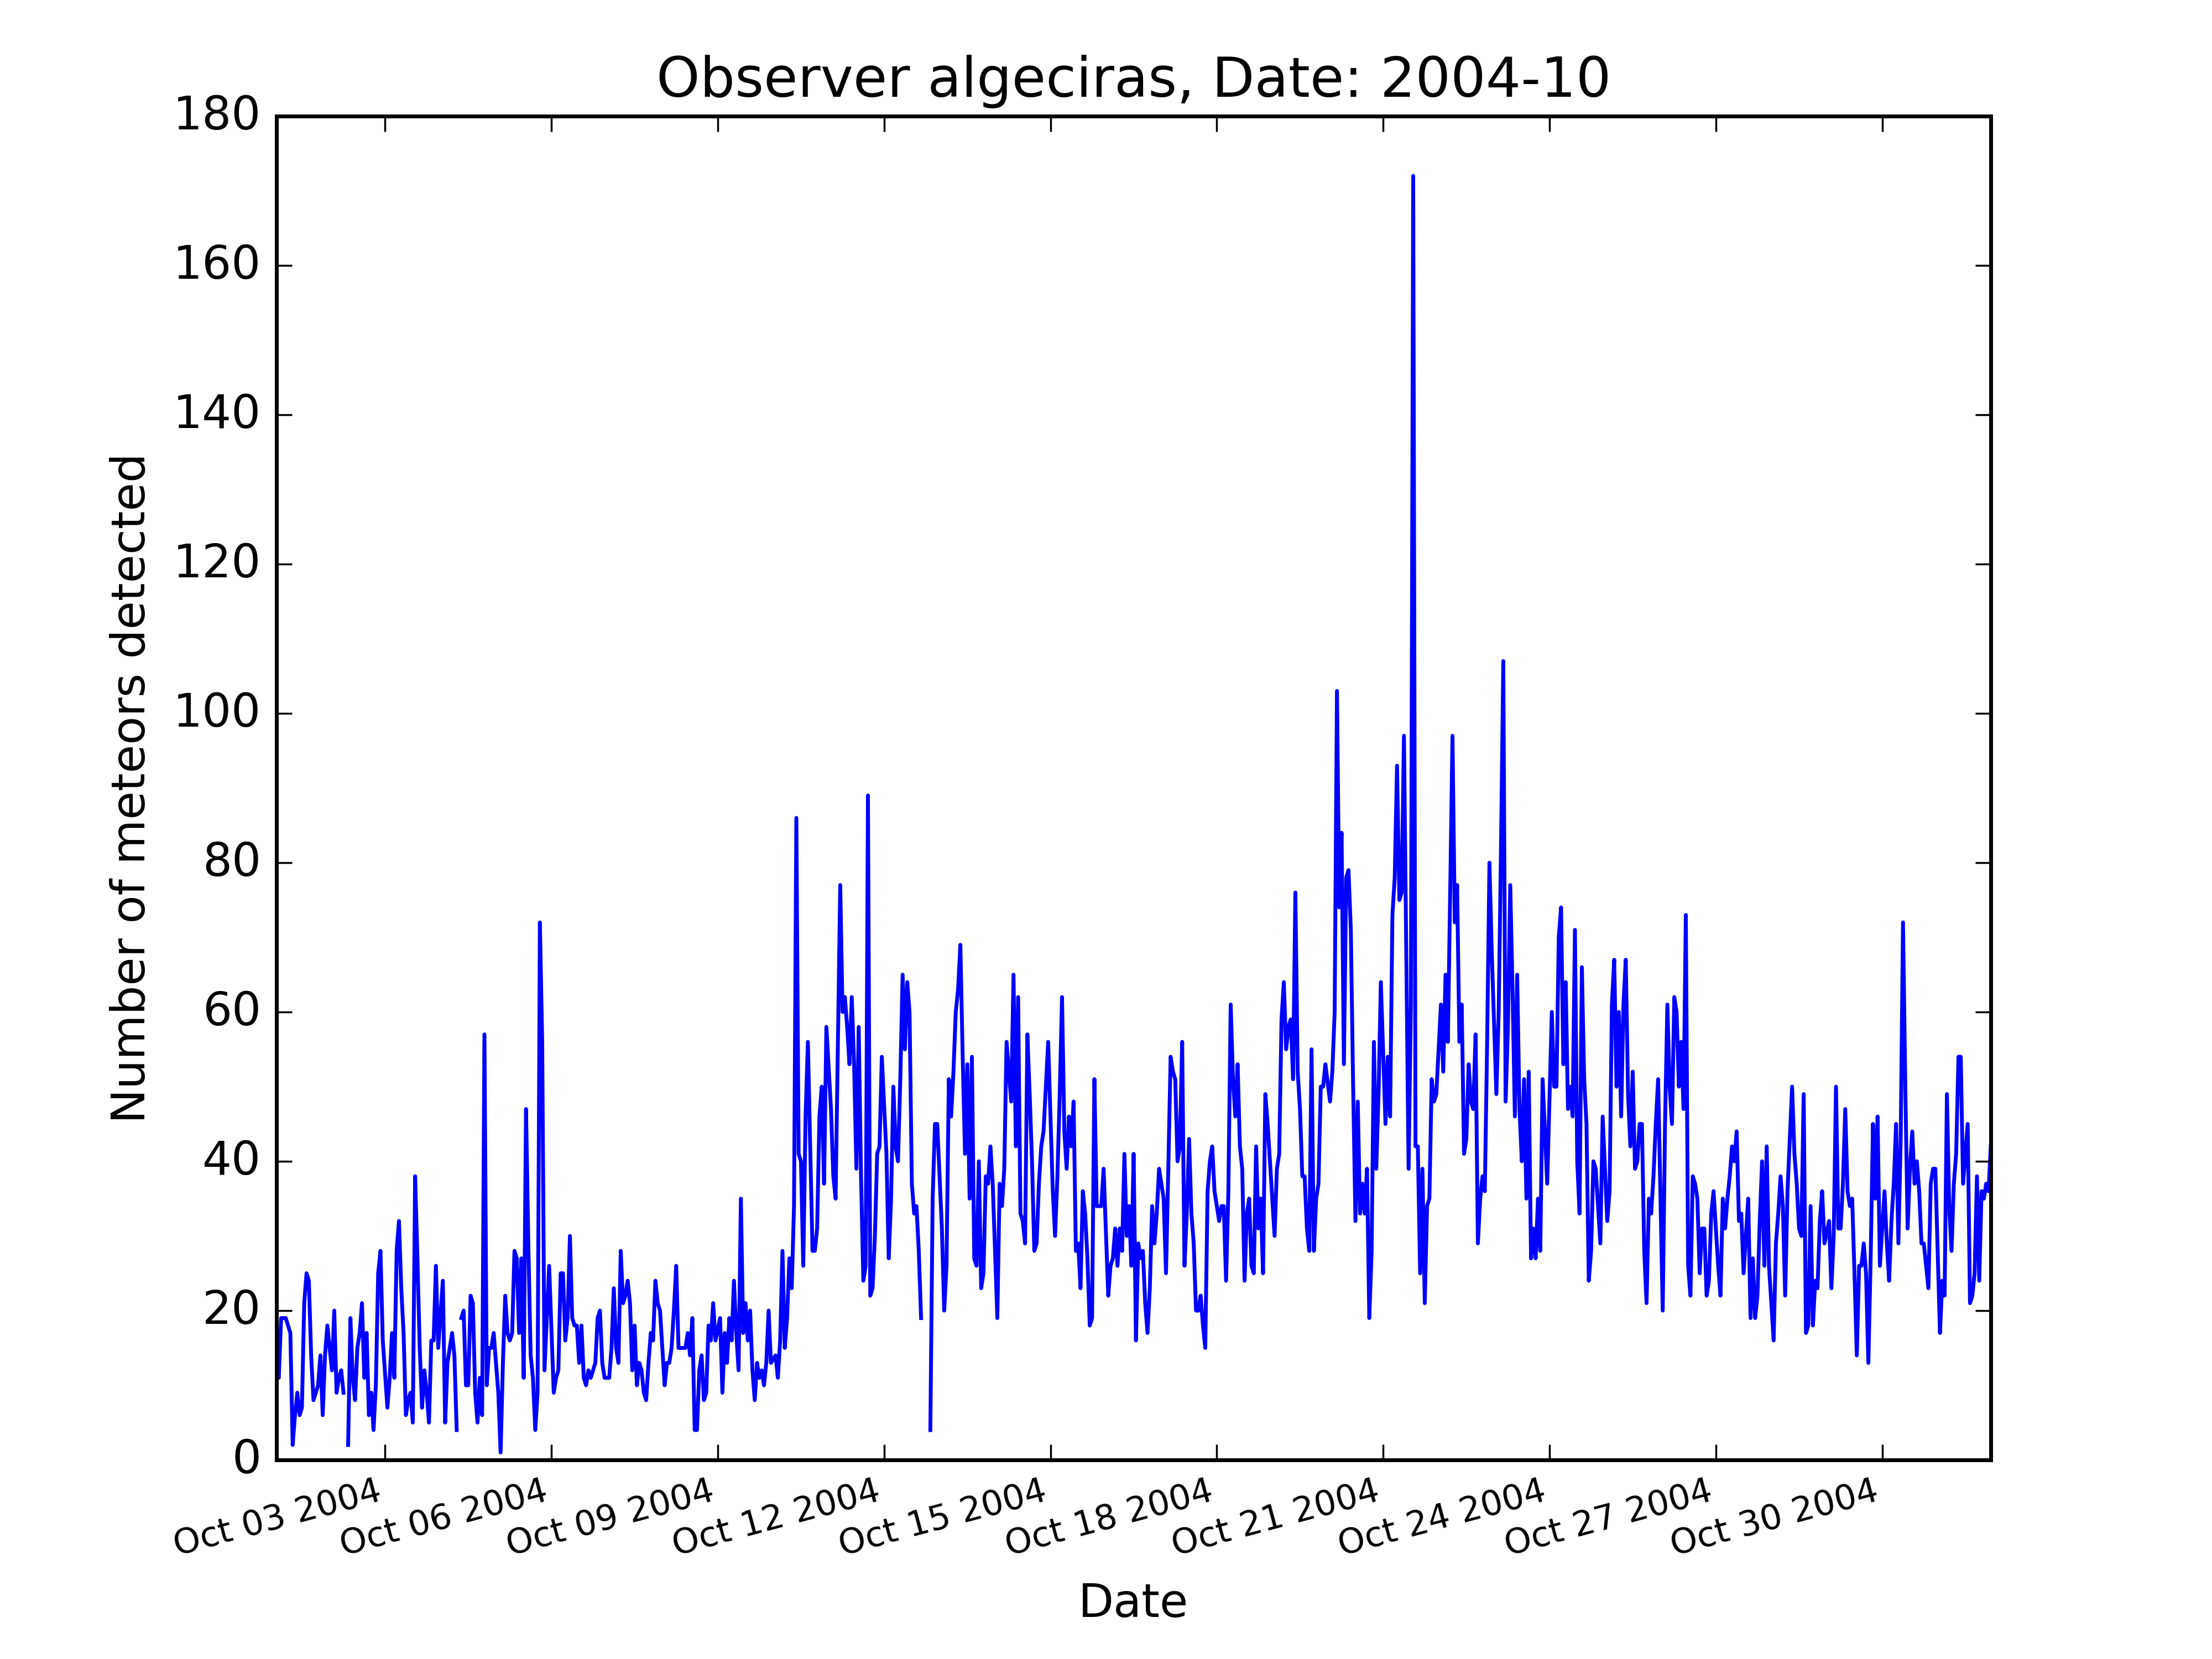 Observer algeciras, Date: 2004-10
Number of meteors detected
180
160
140
120
100
80
60
40
20
0
Oct 03 2004
Oct 06 2004
Oct 09 2004
Oct 12 2004
Oct 15 2004
Oct 18 2004
Oct 21 2004
Oct 24 2004
Oct 27 2004
Oct 30 2004
Date